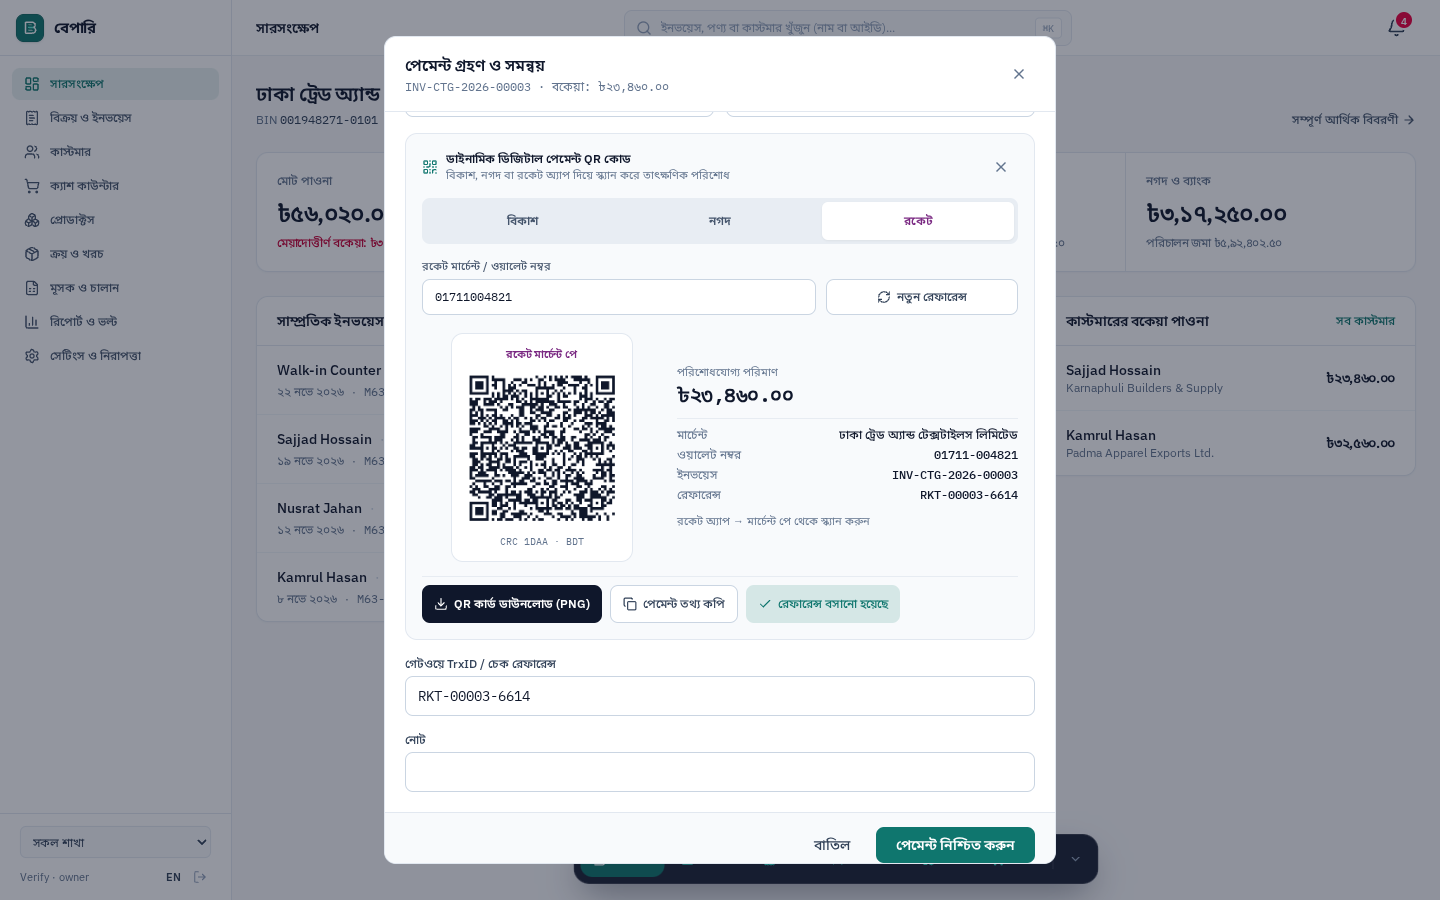 বেপারি
সারসংক্ষেপ
ইনভয়েস, পণ্য বা কাস্টমার খুঁজুন (নাম বা আইডি)...
⌘K
4
সারসংক্ষেপ
বিক্রয় ও ইনভয়েস
কাস্টমার
ক্যাশ কাউন্টার
প্রোডাক্টস
ক্রয় ও খরচ
মূসক ও চালান
রিপোর্ট ও ভল্ট
সেটিংস ও নিরাপত্তা
সকল শাখা
Verify · owner
EN
ঢাকা ট্রেড অ্যান্ড
BIN 001948271-0101
সম্পূর্ণ আর্থিক বিবরণী →
মোট পাওনা
৳৫৬,০২০.০
মেয়াদোত্তীর্ণ বকেয়া: ৳৩
নগদ ও ব্যাংক
৳৩,১৭,২৫০.০০
পরিচালন জমা ৳৫,৯২,৪০২.৫০
সাম্প্রতিক ইনভয়েস
Walk-in Counter
২২ নভে ২০২৬ · M63
Sajjad Hossain
১৯ নভে ২০২৬ · M63
Nusrat Jahan
১২ নভে ২০২৬ · M63
Kamrul Hasan
৮ নভে ২০২৬ · M63-
কাস্টমারের বকেয়া পাওনা
সব কাস্টমার
Sajjad Hossain
Karnaphuli Builders & Supply
৳২৩,৪৬০.০০
Kamrul Hasan
Padma Apparel Exports Ltd.
৳৩২,৫৬০.০০
পেমেন্ট গ্রহণ ও সমন্বয়
INV-CTG-2026-00003 · বকেয়া: ৳২৩,৪৬০.০০
ডাইনামিক ডিজিটাল পেমেন্ট QR কোড
বিকাশ, নগদ বা রকেট অ্যাপ দিয়ে স্ক্যান করে তাৎক্ষণিক পরিশোধ
বিকাশ
নগদ
রকেট
রকেট মার্চেন্ট / ওয়ালেট নম্বর
01711004821
নতুন রেফারেন্স
রকেট মার্চেন্ট পে
CRC 1DAA · BDT
পরিশোধযোগ্য পরিমাণ
৳২৩,৪৬০.০০
মার্চেন্ট
ঢাকা ট্রেড অ্যান্ড টেক্সটাইলস লিমিটেড
ওয়ালেট নম্বর
01711-004821
ইনভয়েস
INV-CTG-2026-00003
রেফারেন্স
RKT-00003-6614
রকেট অ্যাপ → মার্চেন্ট পে থেকে স্ক্যান করুন
QR কার্ড ডাউনলোড (PNG)
পেমেন্ট তথ্য কপি
রেফারেন্স বসানো হয়েছে
গেটওয়ে TrxID / চেক রেফারেন্স
RKT-00003-6614
নোট
বাতিল
পেমেন্ট নিশ্চিত করুন